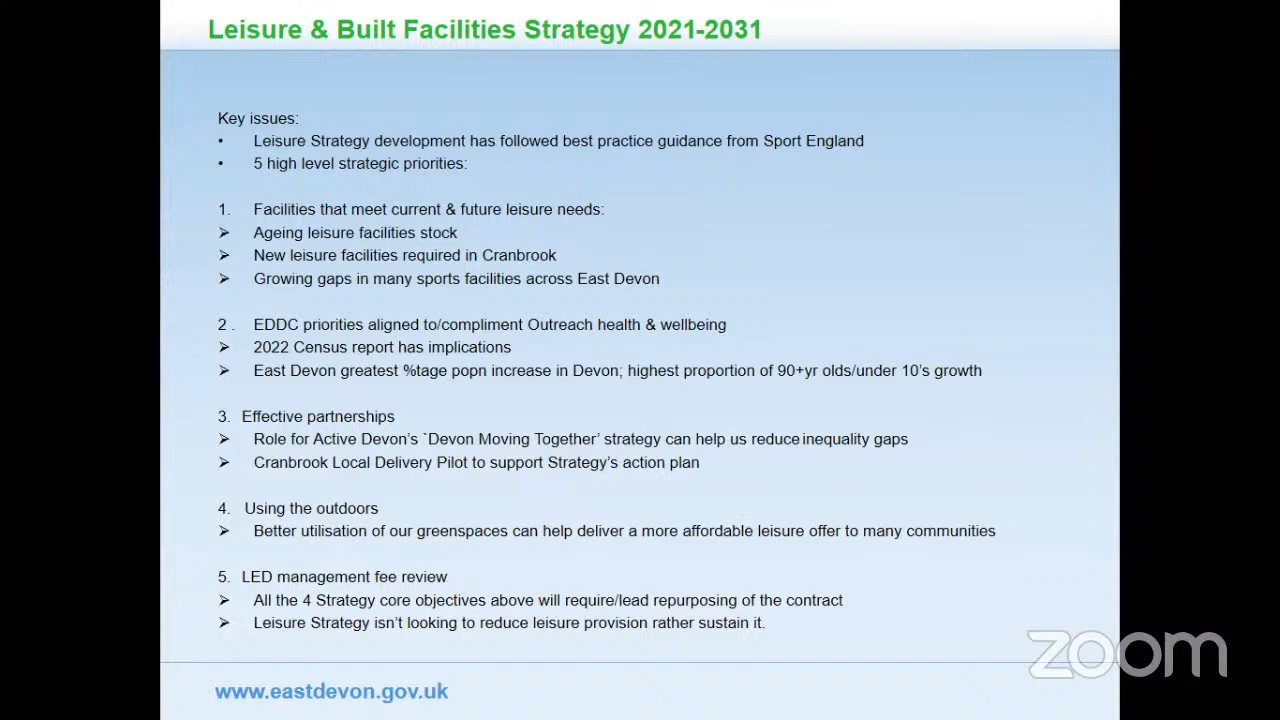 Leisure & Built Facilities Strategy 2021-2031
Key issues:
• Leisure Strategy development has followed best practice guidance from Sport England
• 5 high level strategic priorities:
1. Facilities that meet current & future leisure needs:
➢ Ageing leisure facilities stock
➢ New leisure facilities required in Cranbrook
➢ Growing gaps in many sports facilities across East Devon
2 . EDDC priorities aligned to/compliment Outreach health & wellbeing
➢ 2022 Census report has implications
➢ East Devon greatest %tage popn increase in Devon; highest proportion of 90+yr olds/under 10's growth
3. Effective partnerships
➢ Role for Active Devon's `Devon Moving Together' strategy can help us reduce inequality gaps
➢ Cranbrook Local Delivery Pilot to support Strategy's action plan
4. Using the outdoors
➢ Better utilisation of our greenspaces can help deliver a more affordable leisure offer to many communities
5. LED management fee review
➢ All the 4 Strategy core objectives above will require/lead repurposing of the contract
➢ Leisure Strategy isn't looking to reduce leisure provision rather sustain it.
zoom
www.eastdevon.gov.uk